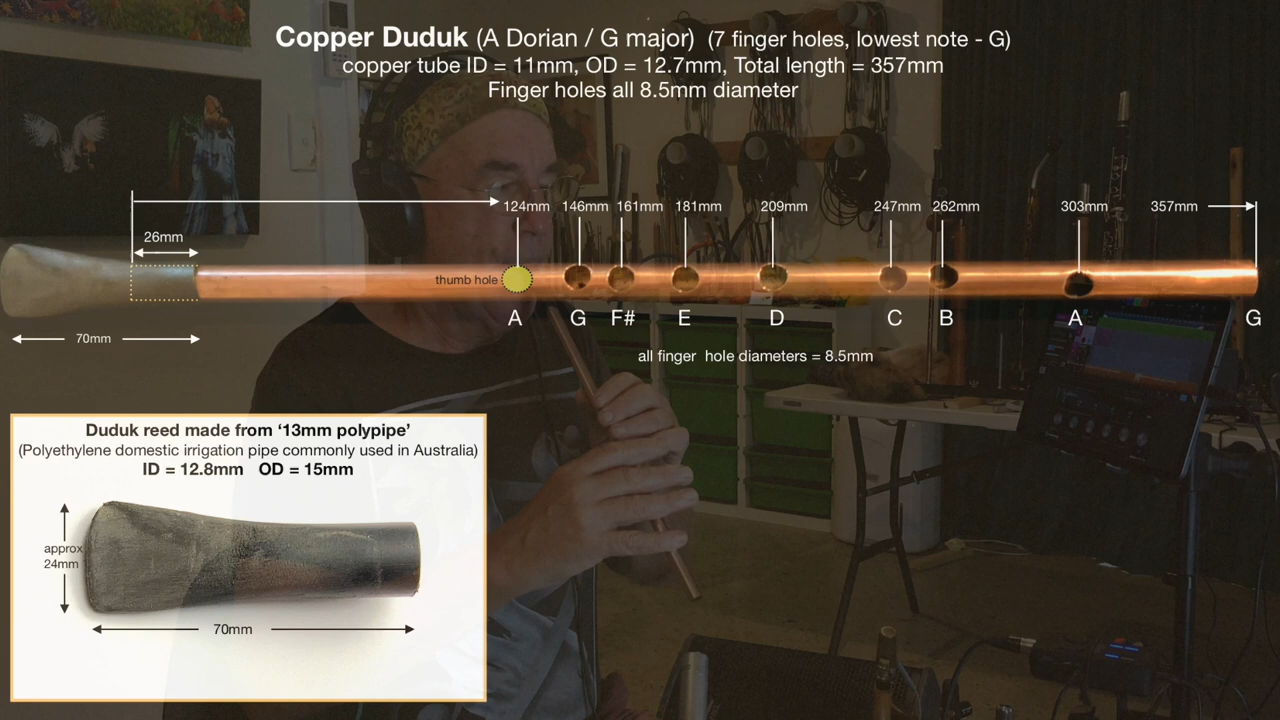 Copper Duduk (A Dorian / G major) (7 finger holes, lowest note - G)
copper tube ID = 11mm, OD = 12.7mm, Total length = 357mm
Finger holes all 8.5mm diameter
124mm 146mm 161mm 181mm 209mm 247mm 262mm 303mm 357mm
26mm
thumb hole
A G F# E D C B A G
70mm
all finger hole diameters = 8.5mm
Duduk reed made from ‘13mm polypipe’
(Polyethylene domestic irrigation pipe commonly used in Australia)
ID = 12.8mm OD = 15mm
approx
24mm
70mm